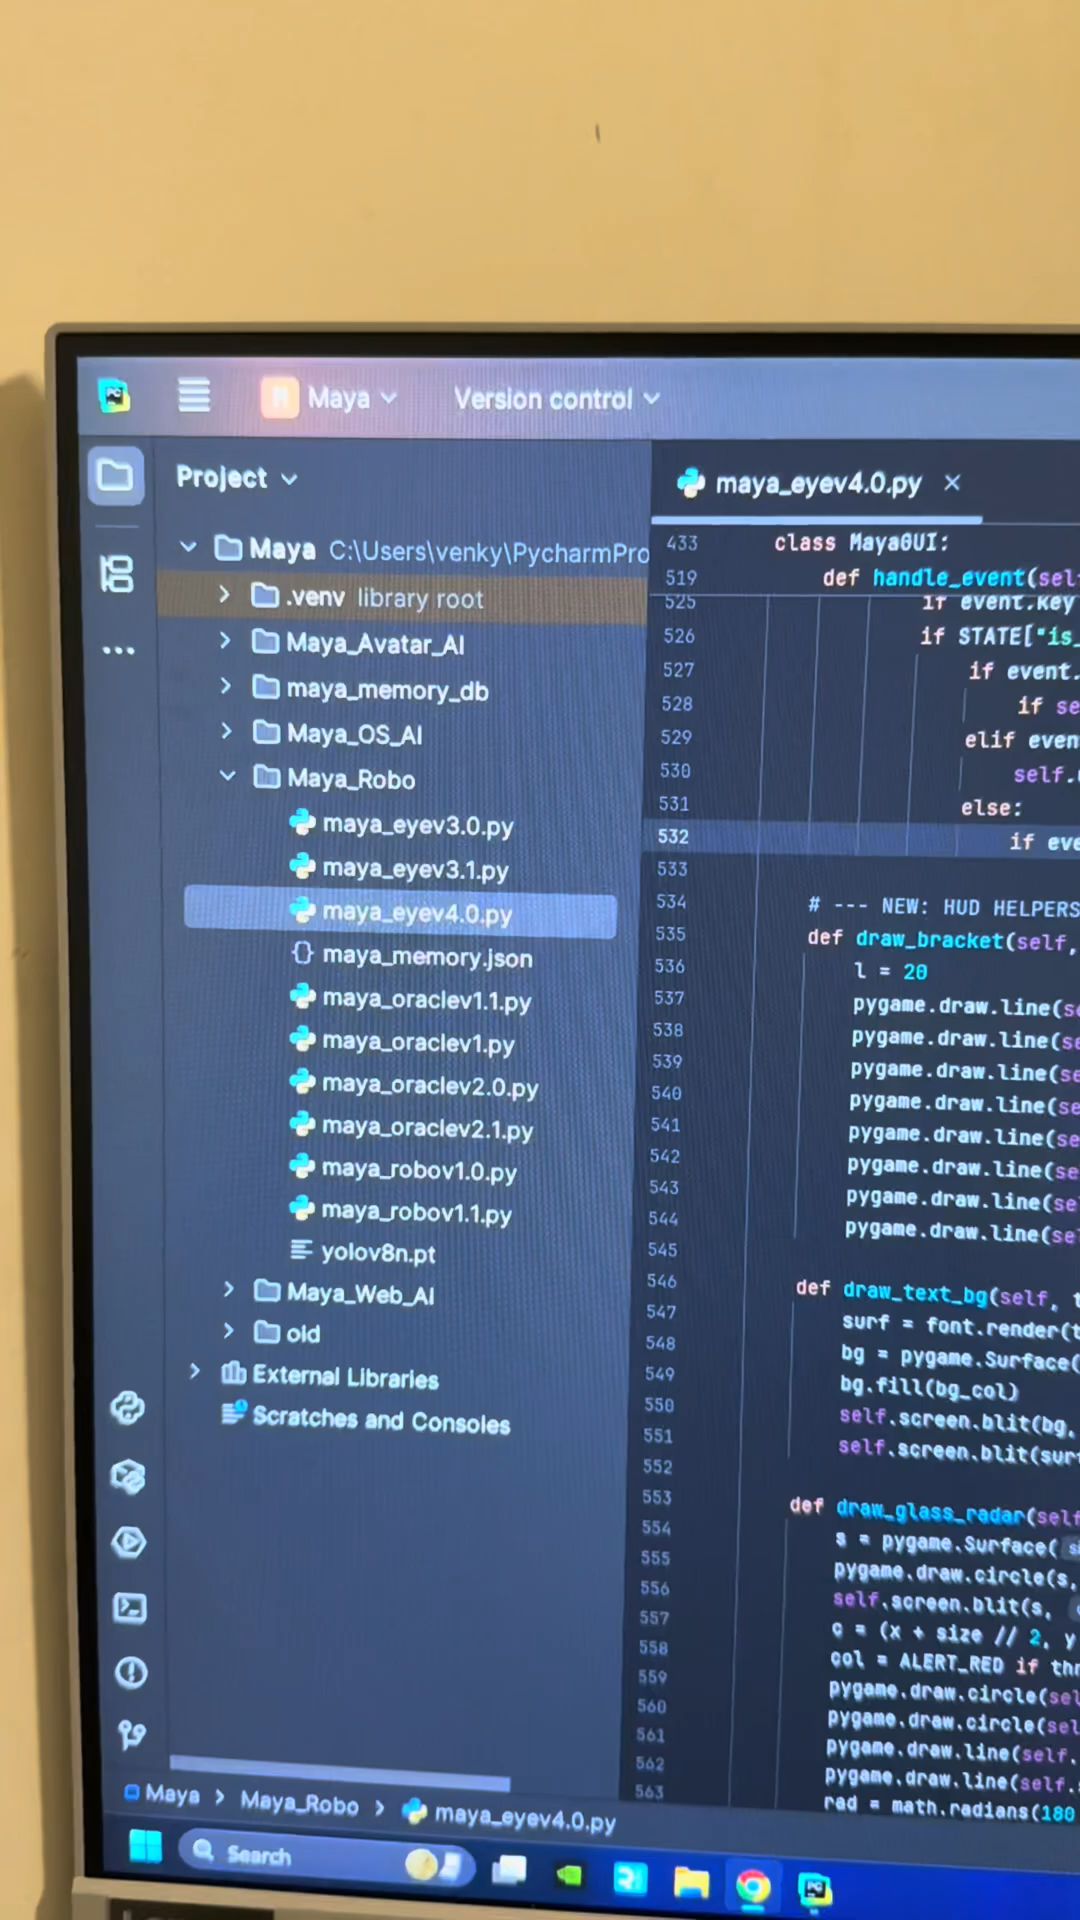 Maya
Version control
Project
maya_eyev4.0.py
Maya C:\Users\venky\PycharmPro
.venv library root
Maya_Avatar_AI
maya_memory_db
Maya_OS_AI
Maya_Robo
maya_eyev3.0.py
maya_eyev3.1.py
maya_eyev4.0.py
maya_memory.json
maya_oraclev1.1.py
maya_oraclev1.py
maya_oraclev2.0.py
maya_oraclev2.1.py
maya_robov1.0.py
maya_robov1.1.py
yolov8n.pt
Maya_Web_AI
old
External Libraries
Scratches and Consoles
433 class MayaGUI:
519 def handle_event(sel
525 if event.key
526 if STATE["is_
527 if event.
528 if se
529 elif even
530 self.
531 else:
532 if eve
533
534 # --- NEW: HUD HELPERS
535 def draw_bracket(self,
536 l = 20
537 pygame.draw.line(se
538 pygame.draw.line(se
539 pygame.draw.line(se
540 pygame.draw.line(se
541 pygame.draw.line(se
542 pygame.draw.line(se
543 pygame.draw.line(se
544 pygame.draw.line(se
545
546 def draw_text_bg(self, t
547 surf = font.render(t
548 bg = pygame.Surface(
549 bg.fill(bg_col)
550 self.screen.blit(bg,
551 self.screen.blit(sur
552
553 def draw_glass_radar(self
554 s = pygame.Surface( si
555 pygame.draw.circle(s,
556 self.screen.blit(s,
557 c = (x + size // 2, y
558 col = ALERT_RED if thr
559 pygame.draw.circle(sel
560 pygame.draw.circle(sel
561 pygame.draw.line(self.
562 pygame.draw.line(self.
563 rad = math.radians(180
Maya > Maya_Robo > maya_eyev4.0.py
Search